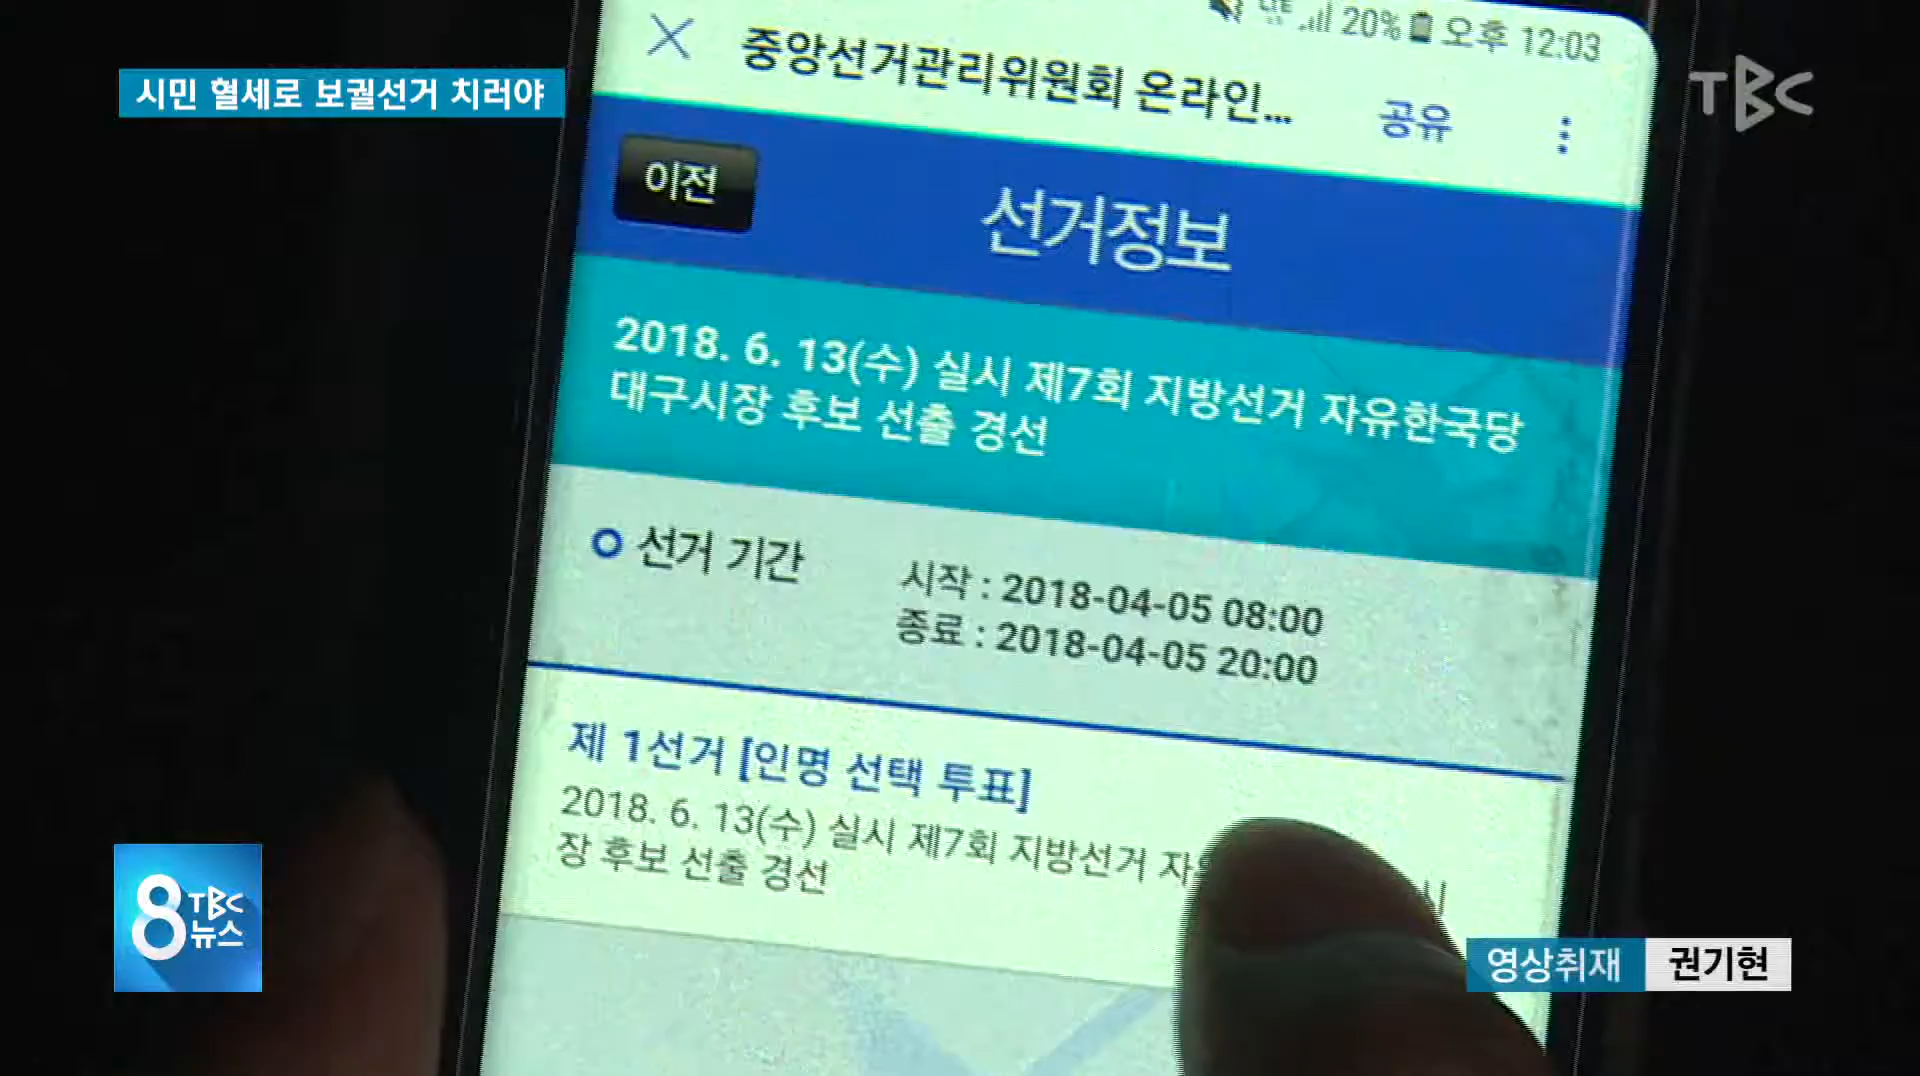 시민 혈세로 보궐선거 치러야
LTE 20% 오후 12:03
중앙선거관리위원회 온라인...
공유
TBC
이전
선거정보
2018. 6. 13(수) 실시 제7회 지방선거 자유한국당
대구시장 후보 선출 경선
선거 기간
시작 : 2018-04-05 08:00
종료 : 2018-04-05 20:00
제 1선거 [인명 선택 투표]
2018. 6. 13(수) 실시 제7회 지방선거 자
장 후보 선출 경선
8 TBC
뉴스
영상취재 권기현